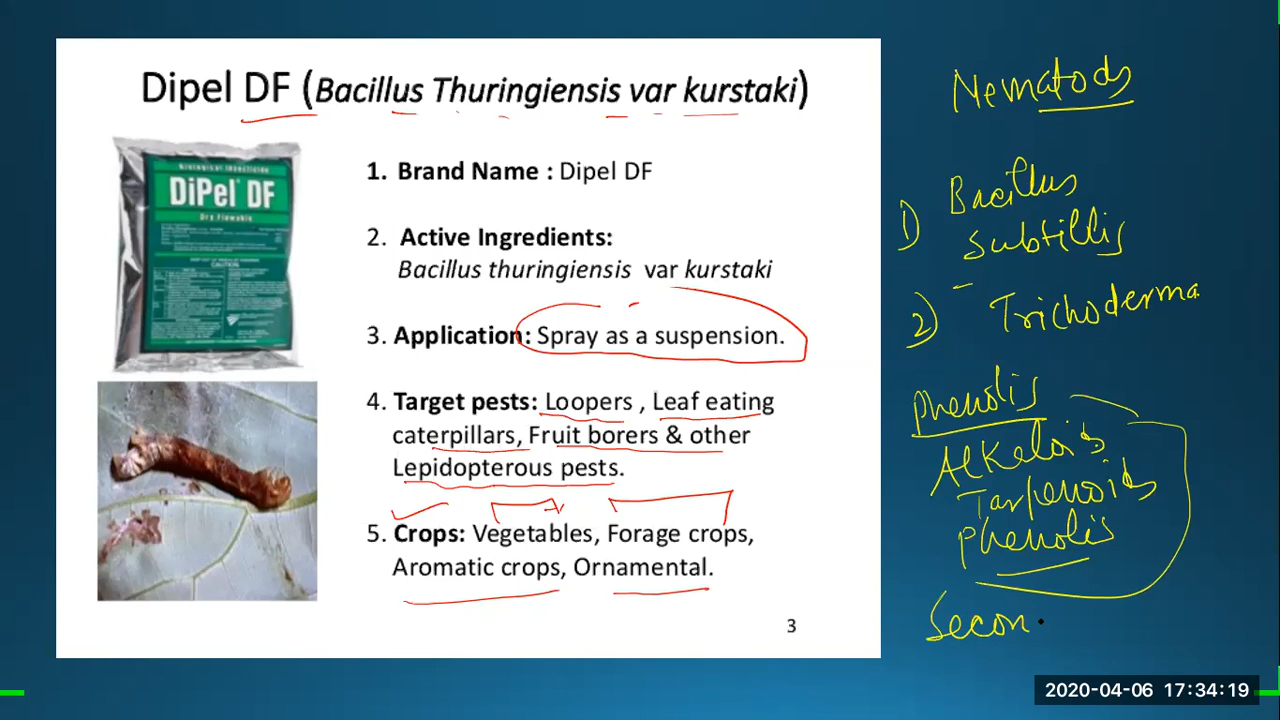 Dipel DF (Bacillus Thuringiensis var kurstaki)
DiPel DF
Dry Flowable
1. Brand Name : Dipel DF
2. Active Ingredients:
Bacillus thuringiensis var kurstaki
3. Application: Spray as a suspension.
4. Target pests: Loopers , Leaf eating
caterpillars, Fruit borers & other
Lepidopterous pests.
5. Crops: Vegetables, Forage crops,
Aromatic crops, Ornamental.
3
Nematods
1) Bacillus
subtillis
2) Trichoderma
Phenolis
Alkaloids
Tarpenoids
Phenolis
Secon
2020-04-06 17:34:19